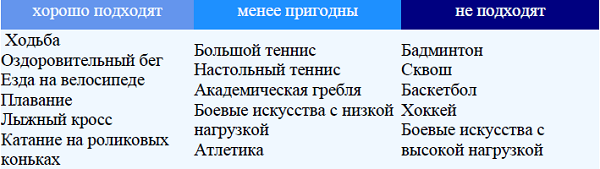 хорошо подходят
менее пригодны
не подходят
Ходьба
Оздоровительный бег
Езда на велосипеде
Плавание
Лыжный кросс
Катание на роликовых
коньках
Большой теннис
Настольный теннис
Академическая гребля
Боевые искусства с низкой
нагрузкой
Атлетика
Бадминтон
Сквош
Баскетбол
Хоккей
Боевые искусства с
высокой нагрузкой